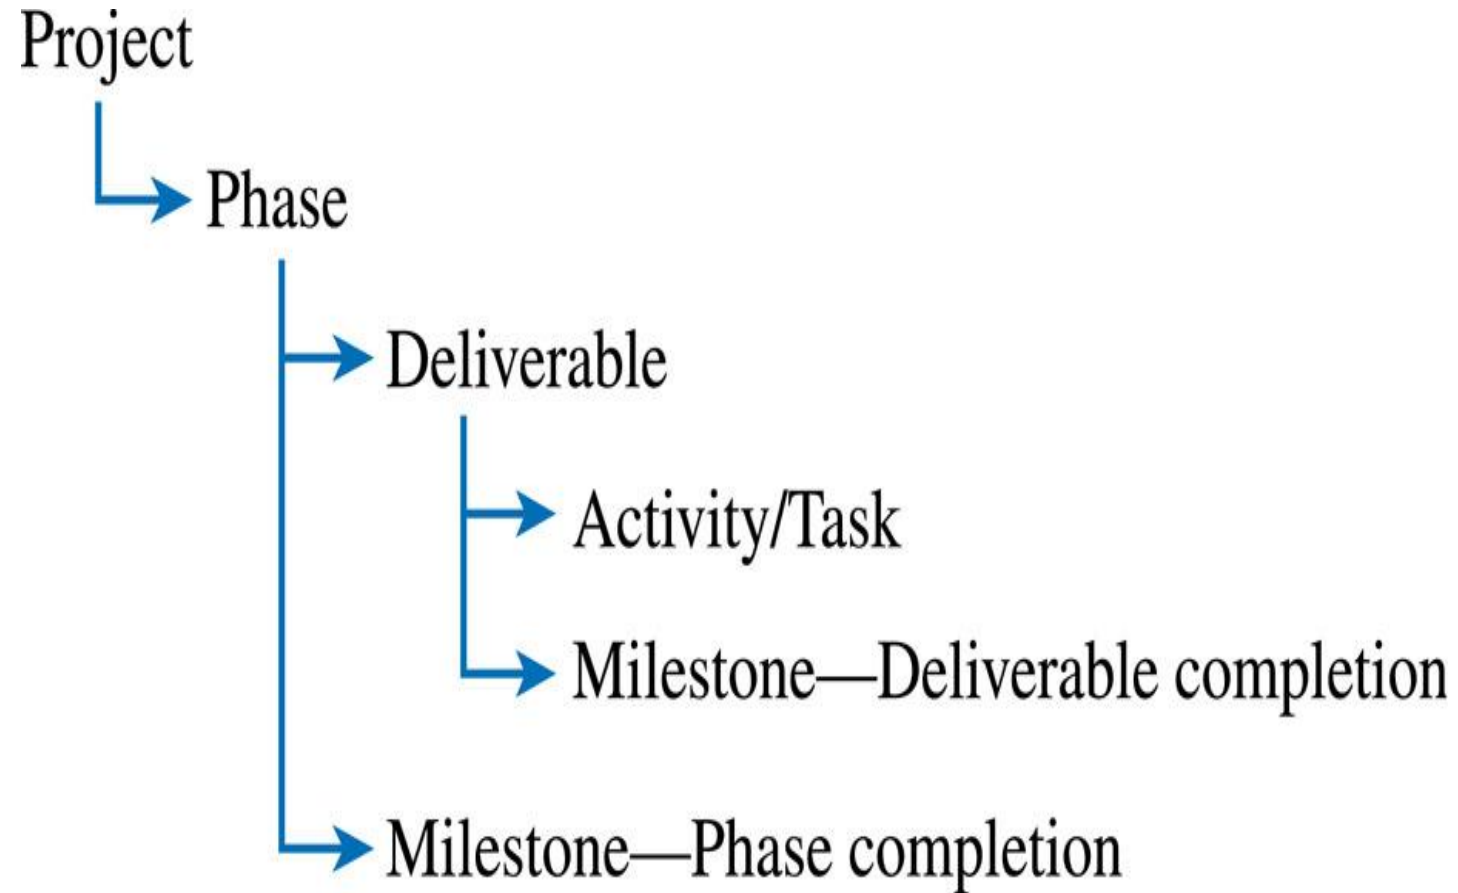 Project
Phase
Deliverable
Activity/Task
Milestone—Deliverable completion
Milestone—Phase completion